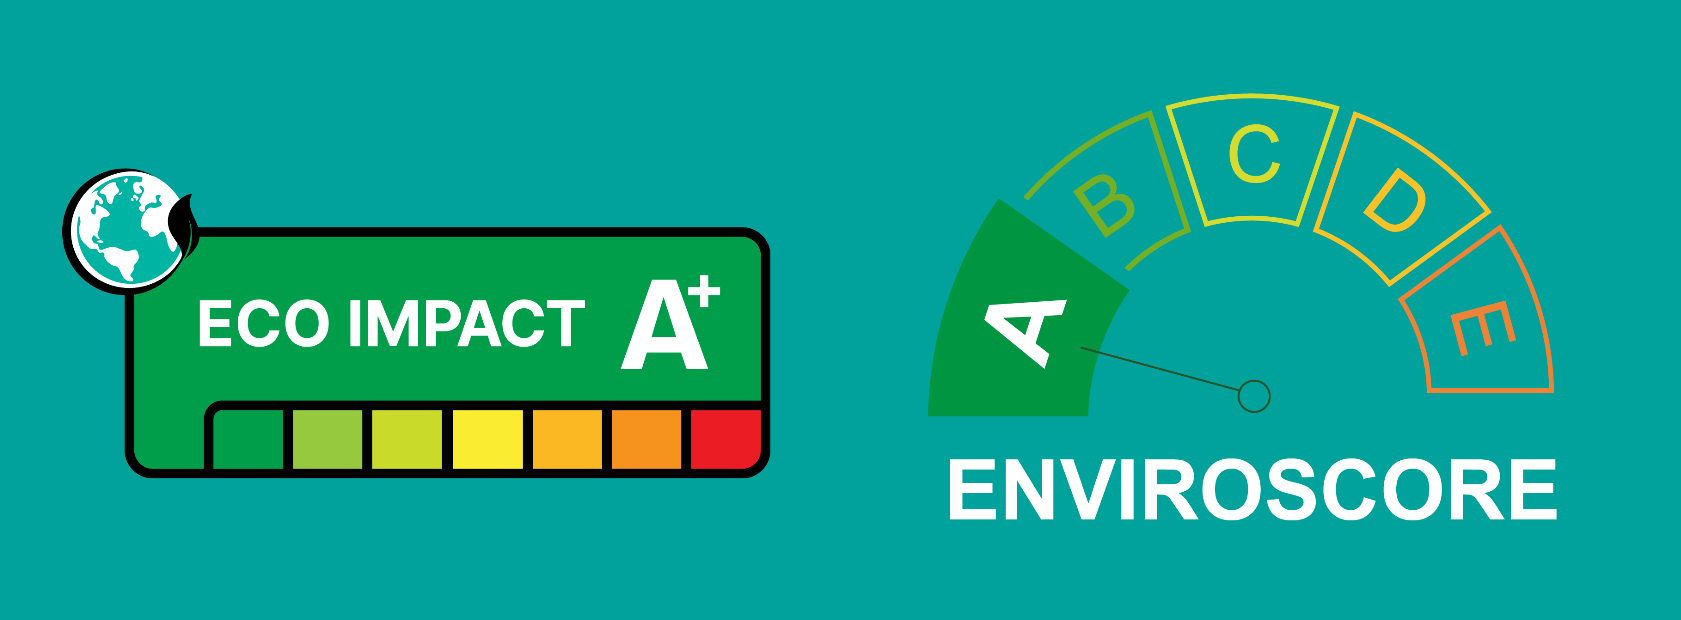 ECO IMPACT A+
A
B
C
D
E
ENVIROSCORE